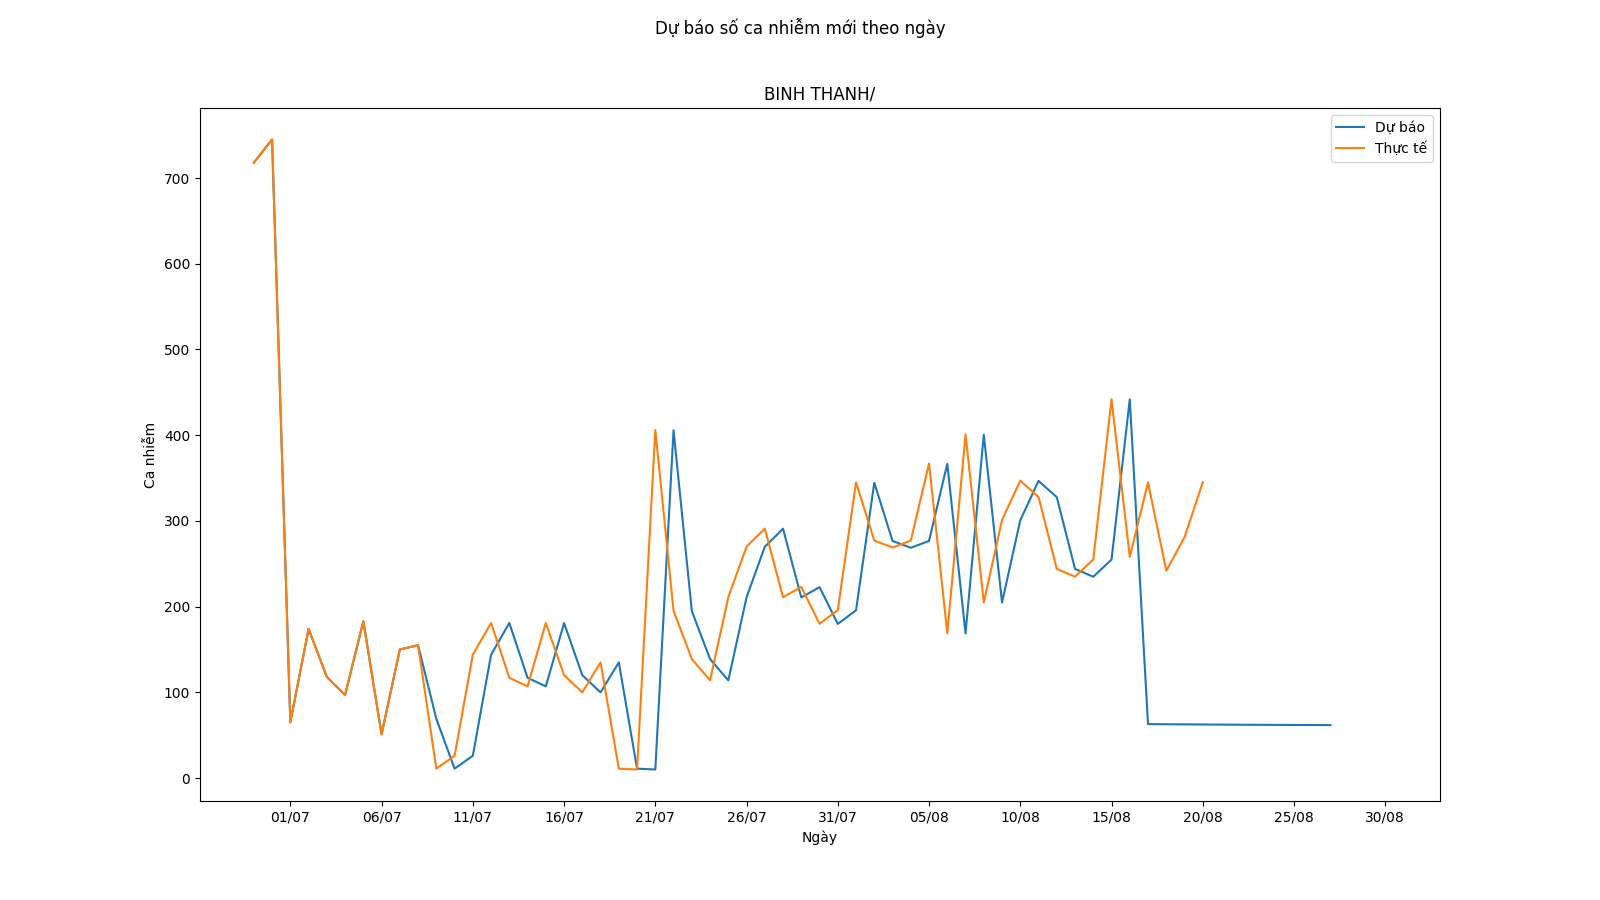 Dự báo số ca nhiễm mới theo ngày
BINH THANH/
Dự báo
Thực tế
700
600
500
400
300
200
100
0
Ca nhiễm
01/07 06/07 11/07 16/07 21/07 26/07 31/07 05/08 10/08 15/08 20/08 25/08 30/08
Ngày